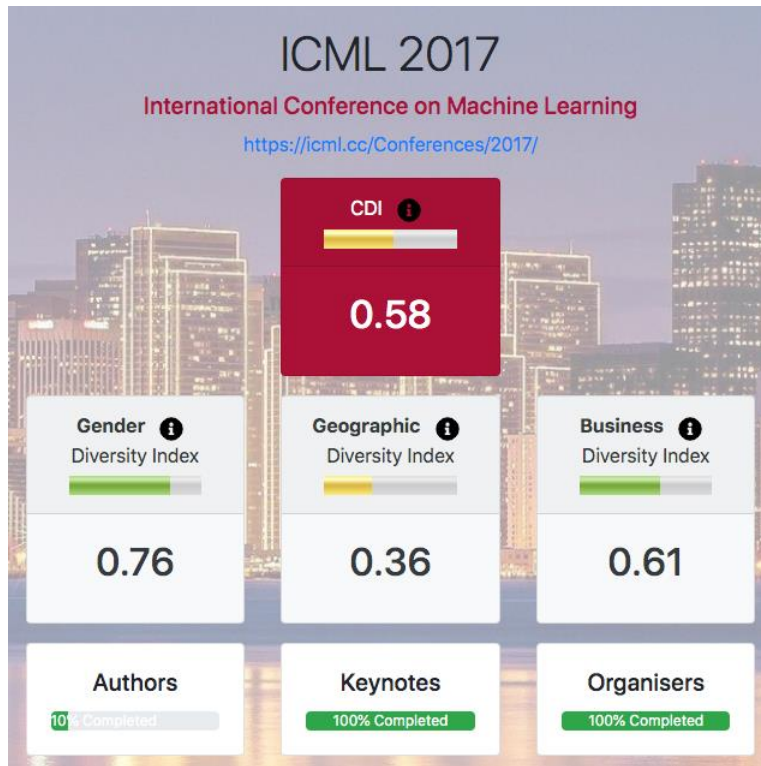 ICML 2017
International Conference on Machine Learning
https://icml.cc/Conferences/2017/
CDI
0.58
Gender
Diversity Index
0.76
Geographic
Diversity Index
0.36
Business
Diversity Index
0.61
Authors
10% Completed
Keynotes
100% Completed
Organisers
100% Completed